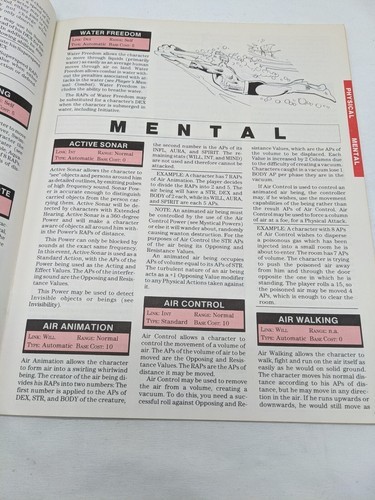 WATER FREEDOM
LINK: DEX RANGE: Self
TYPE: Automatic BASE COST: 5
Water Freedom allows the character
to move through liquids (primarily
water) as easily as an average human
moves through air on land. Water
Freedom allows combat in water with-
out the penalties associated with at-
tacks in the water (see Player's Man-
ual: Combat). Water Freedom in-
cludes the ability to breathe water.
The RAPs of Water Freedom may
be substituted for a character's DEX
when the character is submerged in
water to determine Initiative.
PHYSICAL
MENTAL
MENTAL
ACTIVE SONAR
LINK: INT RANGE: Normal
TYPE: Automatic BASE COST: 5
Active Sonar allows the character to
"see" objects and persons around him
as detailed outlines by emitting pulses
of high frequency sound. Sonar Pow-
er is accurate enough to distinguish
carried objects from the person car-
rying them. Active Sonar will be de-
tected by characters with Extended
Hearing. Active Sonar is a 360-degree
Power and will make a character
aware of objects all around him with-
in the Power's RAPs of distance.
This Power can only be blocked by
sounds at the exact same frequency.
In this event, Active Sonar is used as a
Standard Action, with the APs of the
Power being used as the Acting and
Effect Values. The APs of the interfer-
ing sound are the Opposing and Resist-
ance Values.
This Power may be used to detect
Invisible objects or beings (see
Invisibility).
AIR ANIMATION
LINK: WILL RANGE: Normal
TYPE: Automatic BASE COST: 10
Air Animation allows the character
to form air into a swirling whirlwind
being. The creator of the air being di-
vides his RAPs into two numbers. The
first number is applied to the APs of
DEX, STR, and BODY of the creature,
the second number is the APs of its
INFL, AURA, and SPIRIT. The re-
maining stats (WILL, INT, and MIND)
are not used and therefore cannot be
attacked.
EXAMPLE: A character has 7 RAPs
of Air Animation. The player decides
to divide the RAPs into 2 and 5. The
air being will have a STR, DEX and
BODY of 2 each, while its INFL, AURA,
and SPIRIT are each 5 APs.
NOTE: An animated air being must
be controlled by the use of the Air
Control Power (see Mystical Powers)
or else it will wander about, randomly
causing wanton destruction. For the
purposes of Air Control the STR APs
of the air being its Opposing and
Resistance Values.
An animated air being occupies
APs of volume equal to its APs of STR.
The turbulent nature of an air being
acts as a +1 Opposing Value modifier
to any Physical Actions taken against
it.
AIR CONTROL
LINK: INT RANGE: Normal
TYPE: Standard BASE COST: 10
Air Control allows a character to
control the movement of a volume of
air. The APs of the volume of air to be
moved are the Opposing and Resis-
tance Values. The RAPs are the APs of
distance it may be moved.
Air Control may be used to remove
the air from a volume, creating a
vacuum. To do this, you need a suc-
cessful roll against Opposing and Re-
sistance Values, which are the APs of
the volume to be displaced. Each
Value is increased by 2 Columns due
to the difficulty of creating a vacuum.
Characters caught in a vacuum lose 1
BODY AP per phase they are in the
vacuum.
If Air Control is used to control an
animated air being, the controller
may, if he wishes, use the movement
capabilities of the being rather than
the result APs of Air Control. Air
Control may be used to force a column
of air at a foe, for a Physical Attack.
EXAMPLE: A character with 8 APs
of Air Control wishes to disperse
a poisonous gas which has been
injected into a small room he is
about to enter. The room has 7 APs
of volume. The character is trying
to push the poisoned air away
from him and through the door
opposite the one in which he is
standing. The player rolls a 15, so
the poisoned air may be moved 4
APs, which is enough to clear the
room.
AIR WALKING
LINK: WILL RANGE: n.a.
TYPE: Automatic BASE COST: 10
Air Walking allows the character to
walk, fight and run on the air itself as
easily as he would on solid ground.
The character moves his normal dis-
tance according to his APs of dis-
tance, but he may move in any direc-
tion in the air. If he runs upwards or
downwards, he would still move as